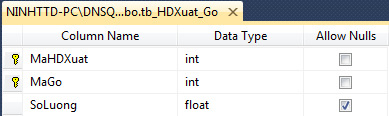 NINHTTD-PC\DNSQ...bo.tb_HDXuat_Go
Column Name Data Type Allow Nulls
MaHDXuat int
MaGo int
SoLuong float